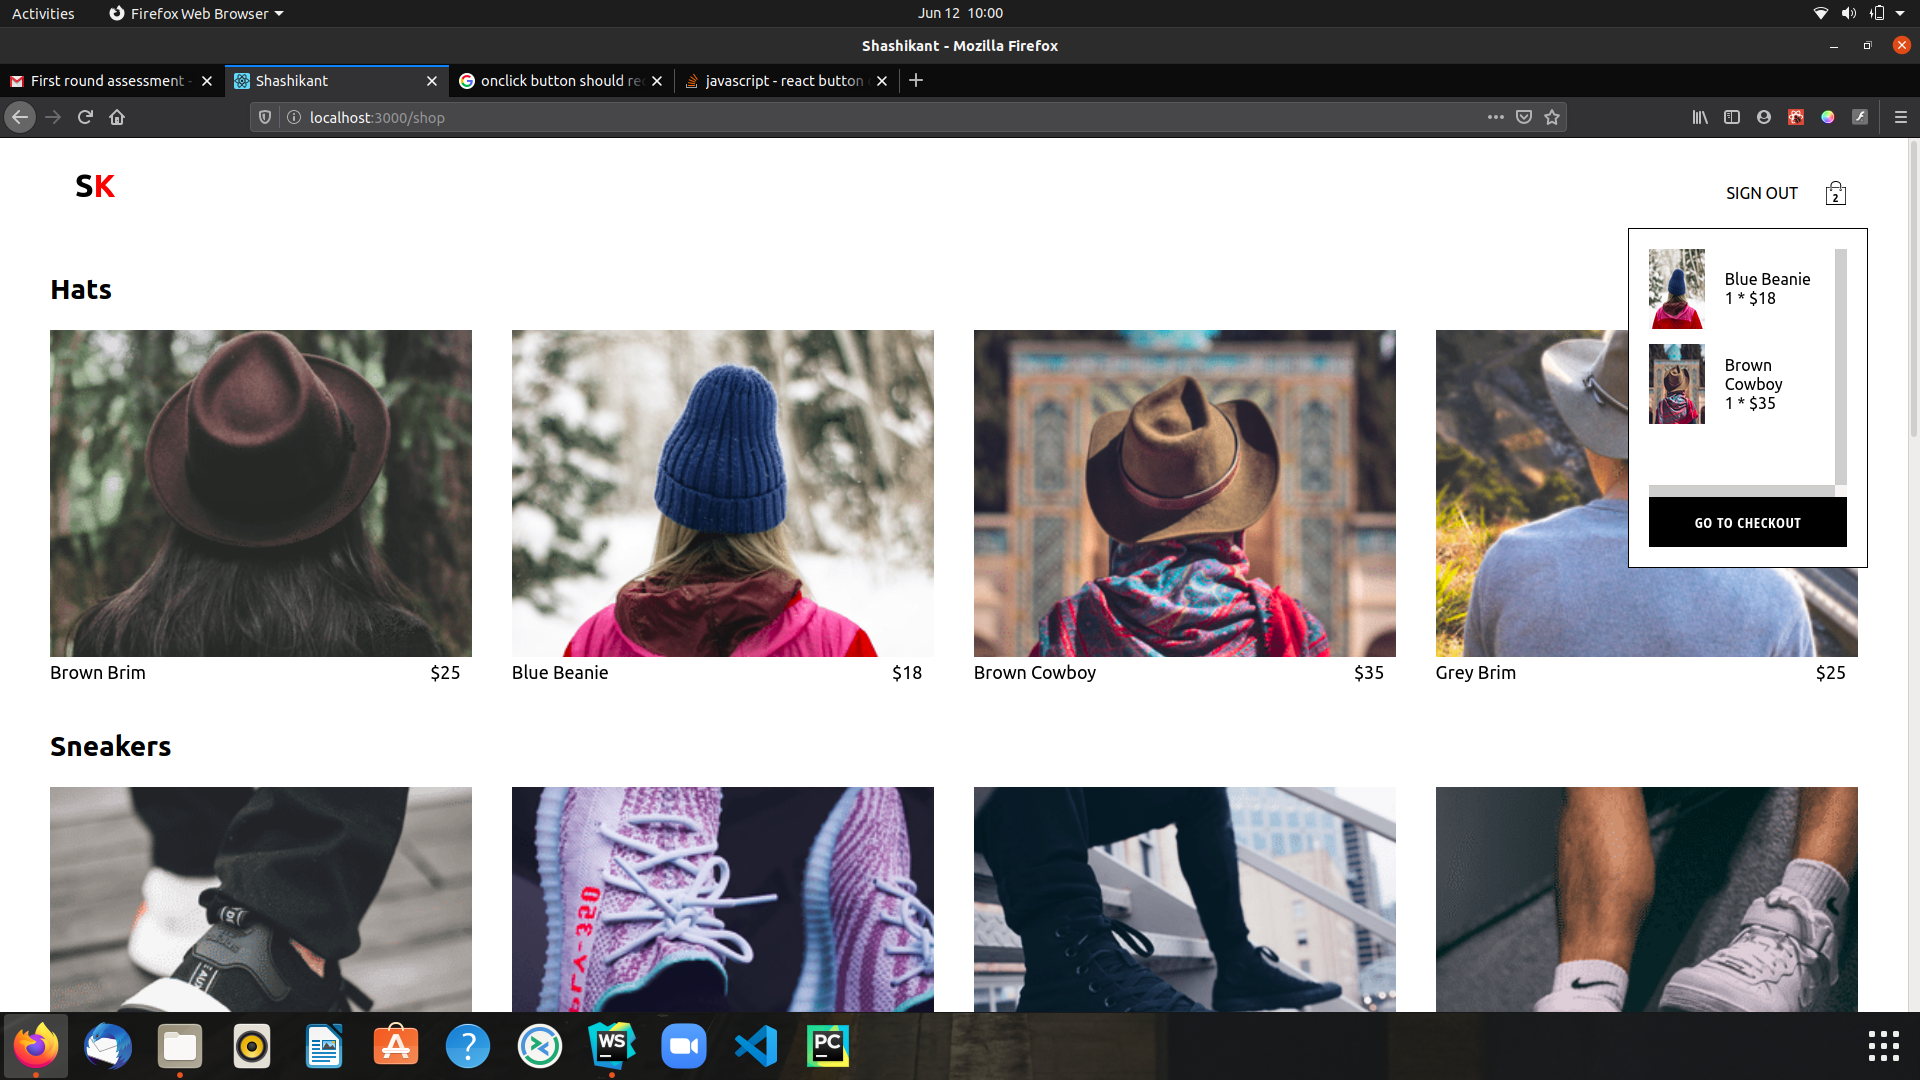 Activities
Firefox Web Browser
Jun 12 10:00
Shashikant - Mozilla Firefox
First round assessment -
Shashikant
onclick button should re
javascript - react button
localhost:3000/shop
SK
SIGN OUT
2
Blue Beanie
1 * $18
Brown
Cowboy
1 * $35
GO TO CHECKOUT
Hats
Brown Brim $25
Blue Beanie $18
Brown Cowboy $35
Grey Brim $25
Sneakers
WS
PC